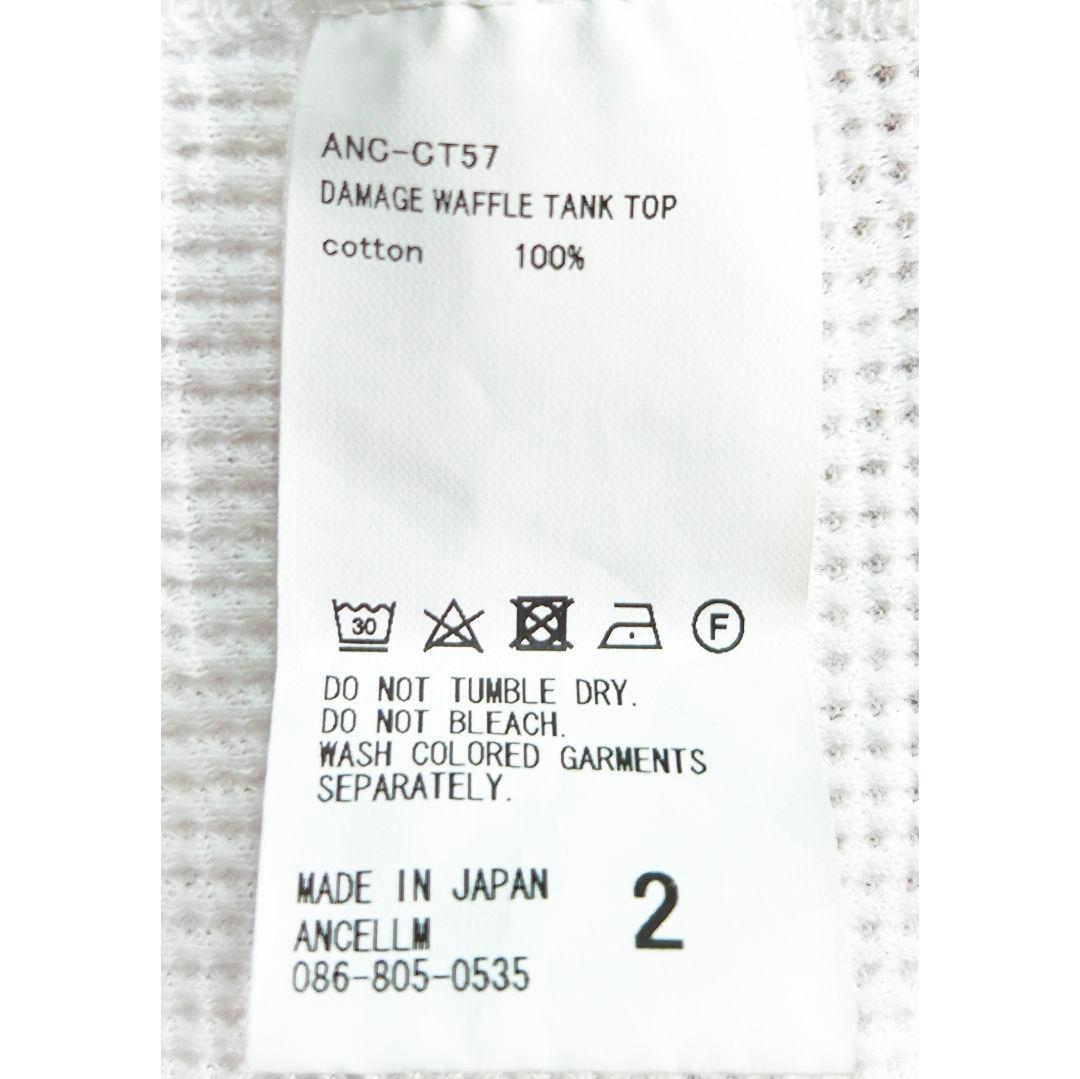 ANC-CT57
DAMAGE WAFFLE TANK TOP
cotton 100%
30 F
DO NOT TUMBLE DRY.
DO NOT BLEACH.
WASH COLORED GARMENTS
SEPARATELY.
MADE IN JAPAN
2
ANCELLM
086-805-0535